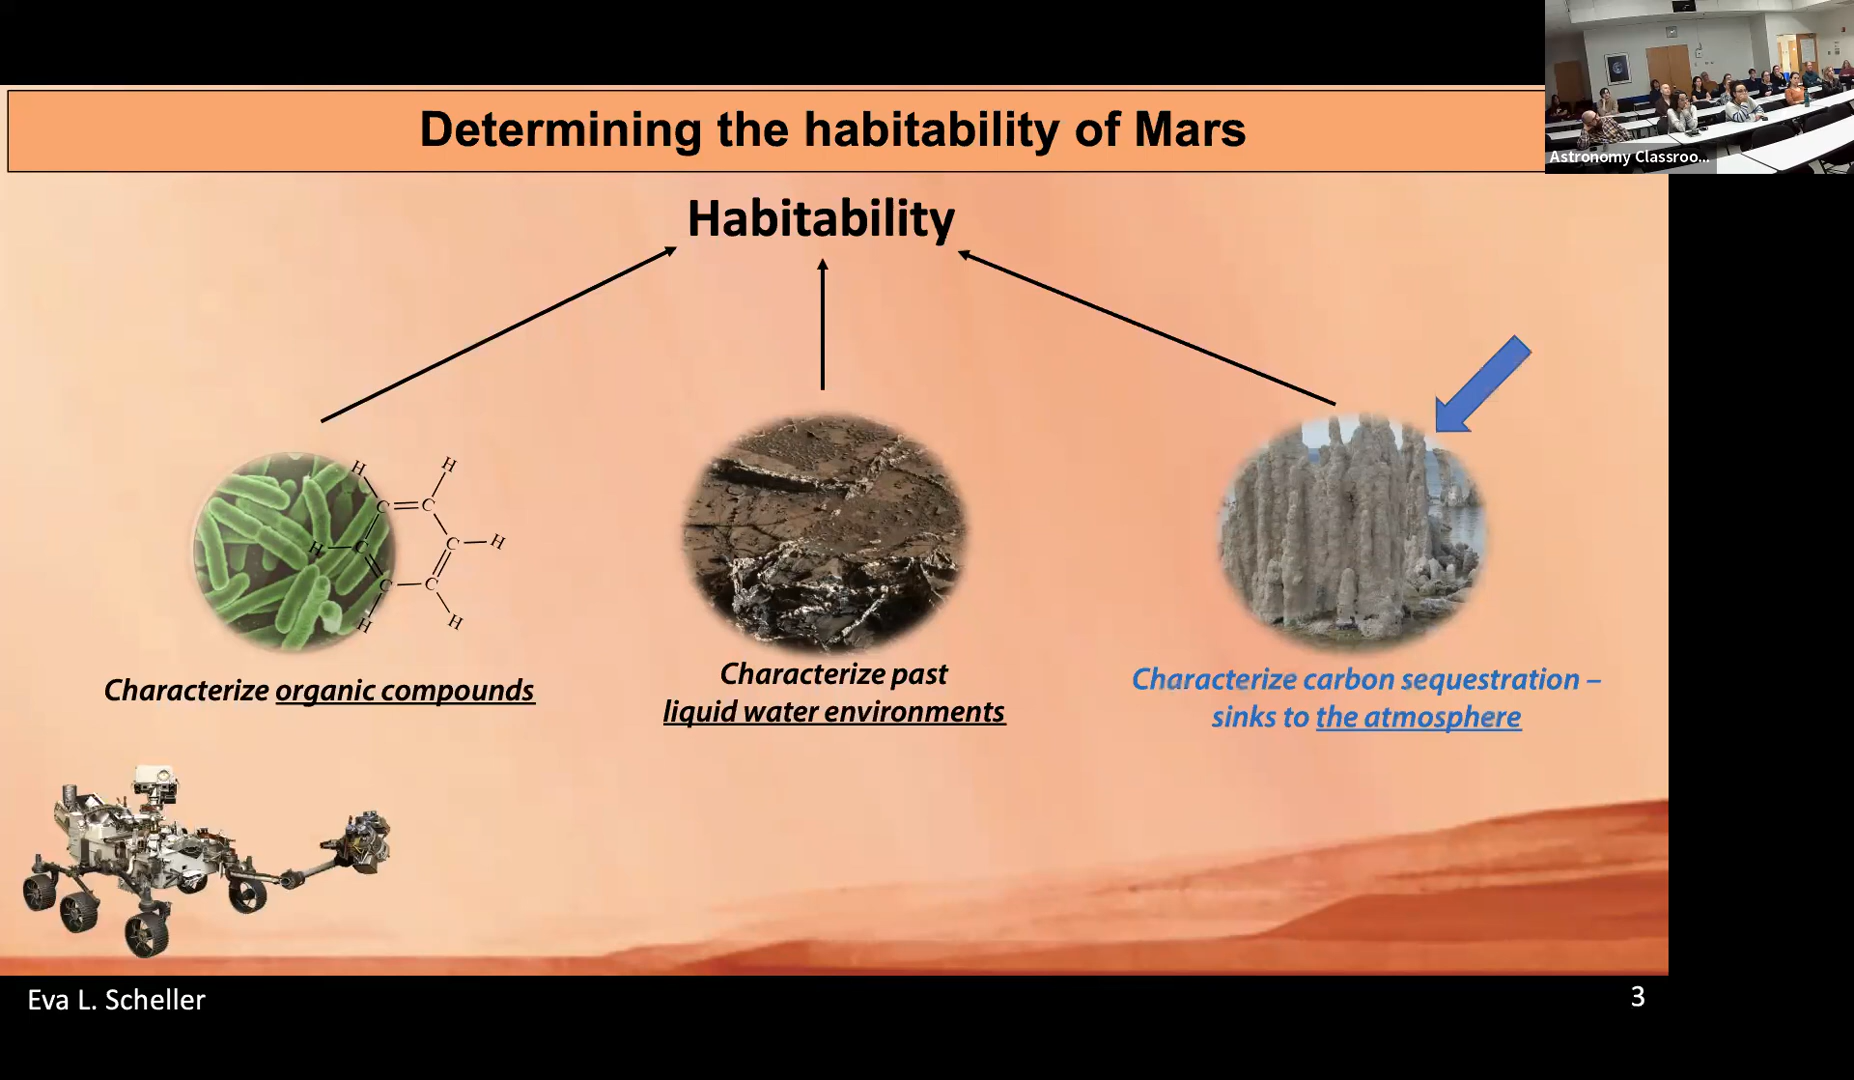 Determining the habitability of Mars
Astronomy Classroo...
Habitability
H
H
C
C
H
C
C
H
C
C
H
H
Characterize organic compounds
Characterize past
liquid water environments
Characterize carbon sequestration –
sinks to the atmosphere
Eva L. Scheller
3